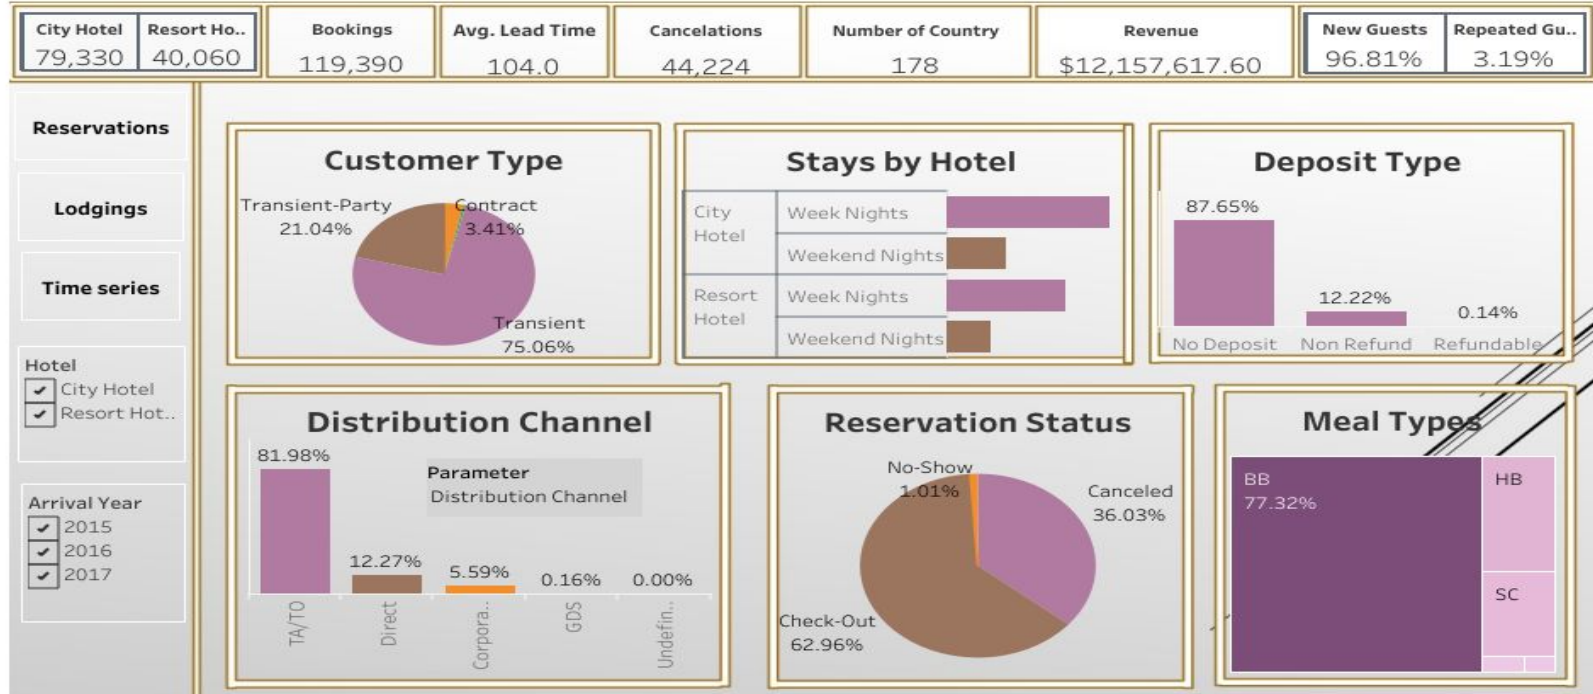 City Hotel
79,330
Resort Ho..
40,060
Bookings
119,390
Avg. Lead Time
104.0
Cancelations
44,224
Number of Country
178
Revenue
$12,157,617.60
New Guests
96.81%
Repeated Gu..
3.19%
Reservations
Lodgings
Time series
Hotel
City Hotel
Resort Hot..
Arrival Year
2015
2016
2017
Customer Type
Transient-Party
21.04%
Contract
3.41%
Transient
75.06%
Stays by Hotel
City
Hotel
Week Nights
Weekend Nights
Resort
Hotel
Week Nights
Weekend Nights
Deposit Type
87.65%
12.22%
0.14%
No Deposit
Non Refund
Refundable
Distribution Channel
81.98%
Parameter
Distribution Channel
12.27%
5.59%
0.16%
0.00%
TA/TO
Direct
Corpora..
GDS
Undefin..
Reservation Status
No-Show
1.01%
Canceled
36.03%
Check-Out
62.96%
Meal Types
BB
77.32%
HB
SC